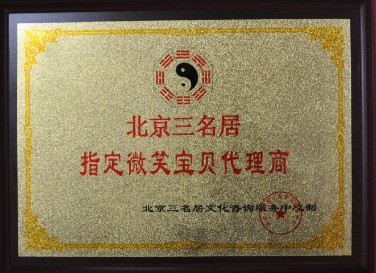 北京三名居
指定微笑宝贝代理商
北京三名居文化咨询服务中心制